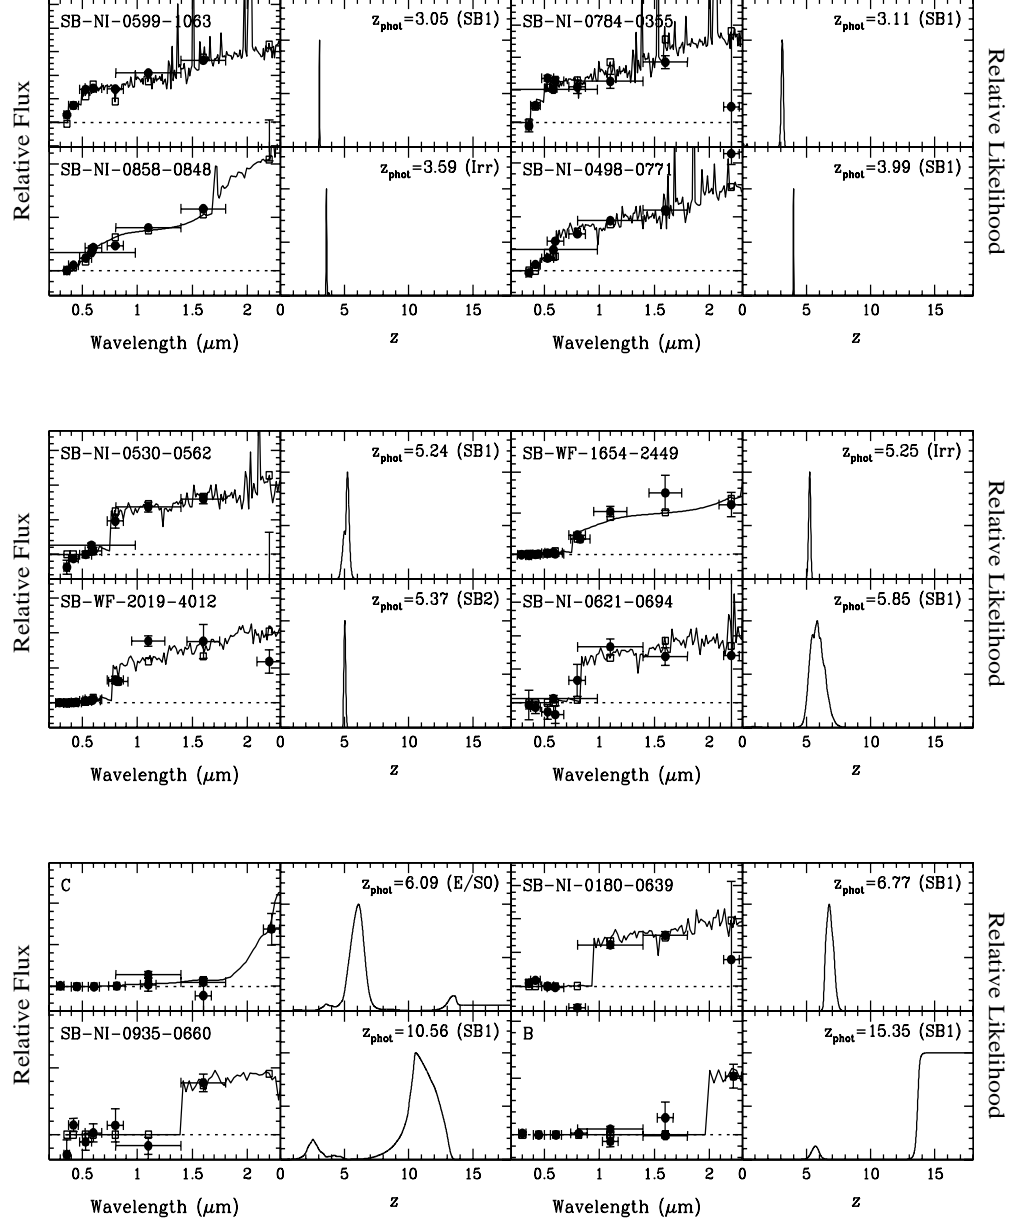 SB-NI-0599-1063
z_phot=3.05 (SB1)
SB-NI-0784-0355
z_phot=3.11 (SB1)
SB-NI-0858-0848
z_phot=3.59 (Irr)
SB-NI-0498-0771
z_phot=3.99 (SB1)
Relative Flux
Relative Likelihood
0.5 1 1.5 2 0 5 10 15 0.5 1 1.5 2 0 5 10 15
Wavelength (μm) z Wavelength (μm) z
SB-NI-0530-0562
z_phot=5.24 (SB1)
SB-WF-1654-2449
z_phot=5.25 (Irr)
SB-WF-2019-4012
z_phot=5.37 (SB2)
SB-NI-0621-0694
z_phot=5.85 (SB1)
Relative Flux
Relative Likelihood
0.5 1 1.5 2 0 5 10 15 0.5 1 1.5 2 0 5 10 15
Wavelength (μm) z Wavelength (μm) z
C
z_phot=6.09 (E/S0)
SB-NI-0180-0639
z_phot=6.77 (SB1)
SB-NI-0935-0660
z_phot=10.56 (SB1)
B
z_phot=15.35 (SB1)
Relative Flux
Relative Likelihood
0.5 1 1.5 2 0 5 10 15 0.5 1 1.5 2 0 5 10 15
Wavelength (μm) z Wavelength (μm) z